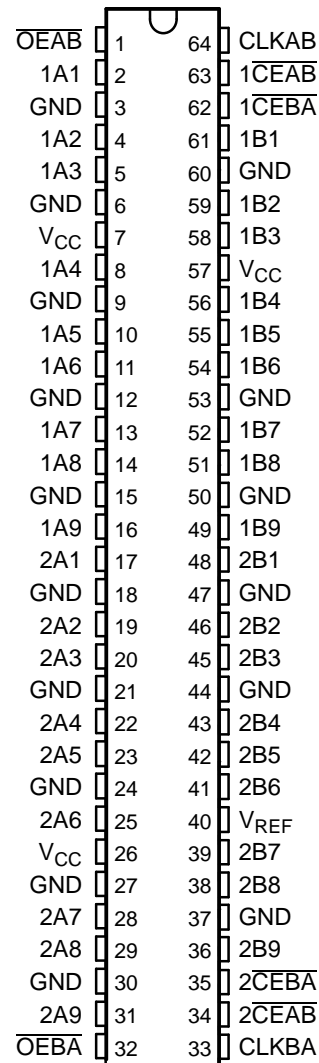 O̅E̅A̅B̅ 1 64 CLKAB
1A1 2 63 1C̅E̅A̅B̅
GND 3 62 1C̅E̅B̅A̅
1A2 4 61 1B1
1A3 5 60 GND
GND 6 59 1B2
VCC 7 58 1B3
1A4 8 57 VCC
GND 9 56 1B4
1A5 10 55 1B5
1A6 11 54 1B6
GND 12 53 GND
1A7 13 52 1B7
1A8 14 51 1B8
GND 15 50 GND
1A9 16 49 1B9
2A1 17 48 2B1
GND 18 47 GND
2A2 19 46 2B2
2A3 20 45 2B3
GND 21 44 GND
2A4 22 43 2B4
2A5 23 42 2B5
GND 24 41 2B6
2A6 25 40 VREF
VCC 26 39 2B7
GND 27 38 2B8
2A7 28 37 GND
2A8 29 36 2B9
GND 30 35 2C̅E̅B̅A̅
2A9 31 34 2C̅E̅A̅B̅
O̅E̅B̅A̅ 32 33 CLKBA